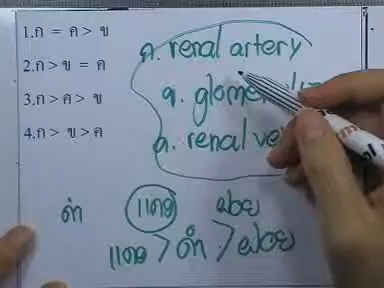 1.ก = ค > ข
2.ก > ข = ค
3.ก > ค > ข
4.ก > ข > ค
ก. renal artery
ข.
ค. renal
ดำ แดง ฝอย
แดง > ดำ > ฝอย